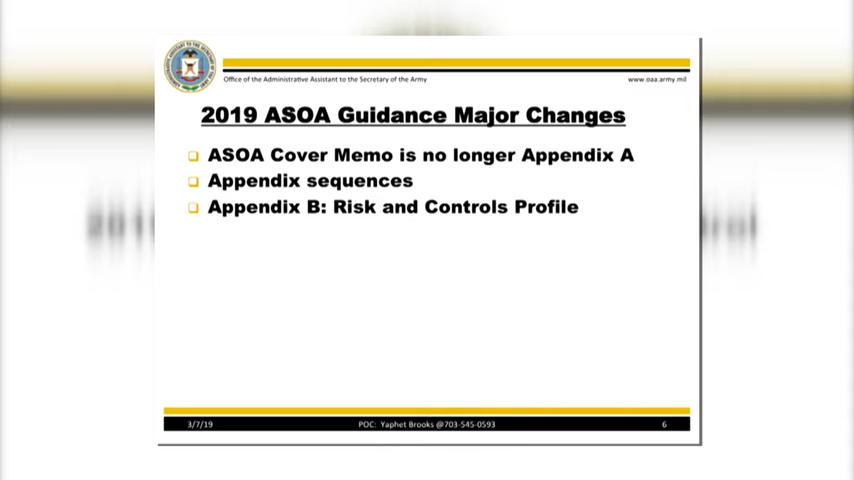 Office of the Administrative Assistant to the Secretary of the Army
www.oaa.army.mil
2019 ASOA Guidance Major Changes
ASOA Cover Memo is no longer Appendix A
Appendix sequences
Appendix B: Risk and Controls Profile
3/7/19
POC: Yaphet Brooks @703-545-0593
6